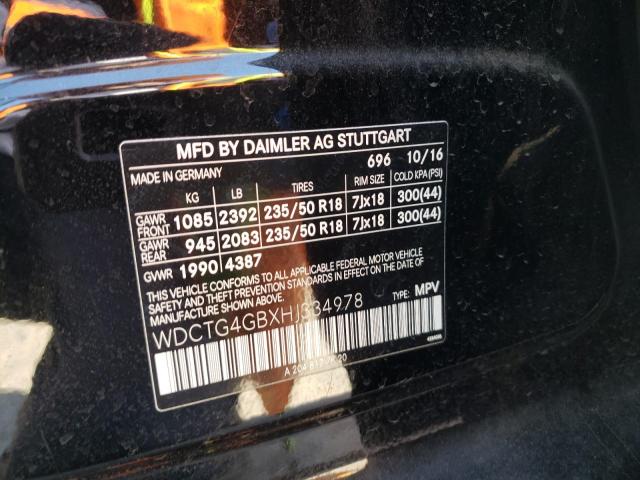 MFD BY DAIMLER AG STUTTGART
MADE IN GERMANY 696 10/16
KG LB TIRES RIM SIZE COLD KPA (PSI)
GAWR FRONT 1085 2392 235/50 R18 7Jx18 300(44)
GAWR REAR 945 2083 235/50 R18 7Jx18 300(44)
GVWR 1990 4387
THIS VEHICLE CONFORMS TO ALL APPLICABLE FEDERAL MOTOR VEHICLE
SAFETY AND THEFT PREVENTION STANDARDS IN EFFECT ON THE DATE OF
MANUFACTURE SHOWN ABOVE.
WDCTG4GBXHJ334978 TYPE: MPV
A 204 817